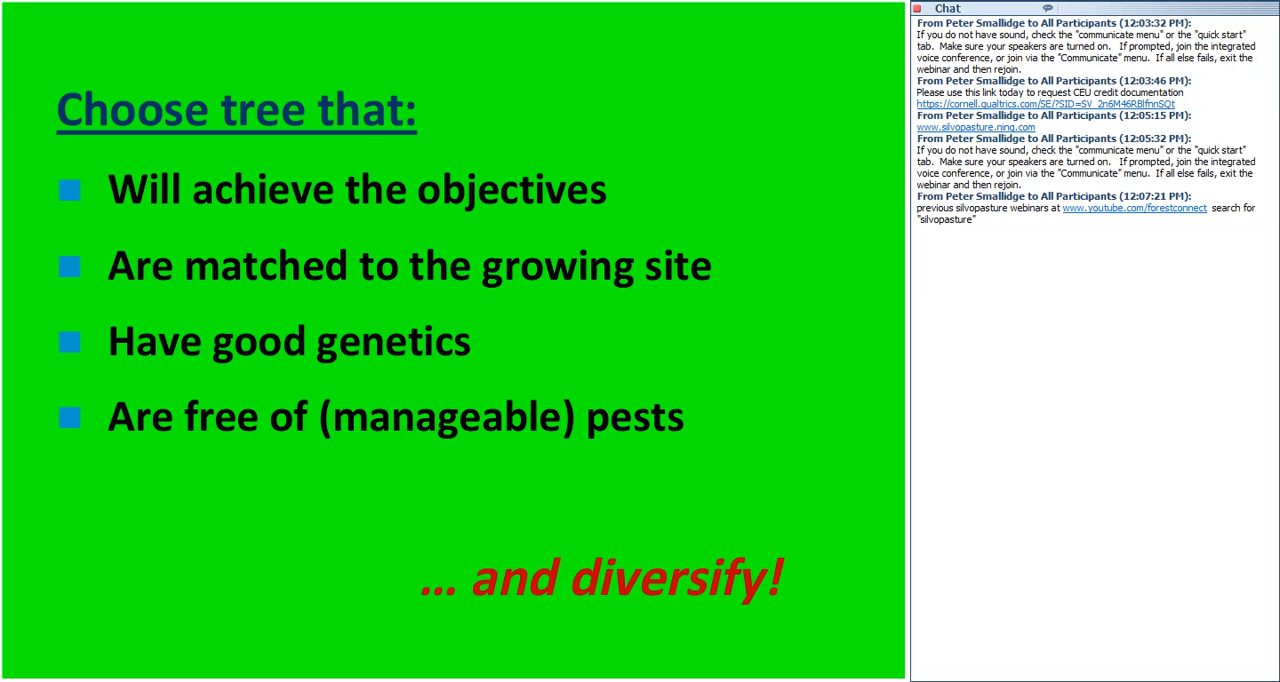 Choose tree that:
Will achieve the objectives
Are matched to the growing site
Have good genetics
Are free of (manageable) pests
... and diversify!
Chat
From Peter Smallidge to All Participants (12:03:32 PM):
If you do not have sound, check the "communicate menu" or the "quick start"
tab. Make sure your speakers are turned on. If prompted, join the integrated
voice conference, or join via the "Communicate" menu. If all else fails, exit the
webinar and then rejoin.
From Peter Smallidge to All Participants (12:03:46 PM):
Please use this link today to request CEU credit documentation
https://cornell.qualtrics.com/SE/?SID=SV_2n6M46RBlfnnSQt
From Peter Smallidge to All Participants (12:05:15 PM):
www.silvopasture.ning.com
From Peter Smallidge to All Participants (12:05:32 PM):
If you do not have sound, check the "communicate menu" or the "quick start"
tab. Make sure your speakers are turned on. If prompted, join the integrated
voice conference, or join via the "Communicate" menu. If all else fails, exit the
webinar and then rejoin.
From Peter Smallidge to All Participants (12:07:21 PM):
previous silvopasture webinars at www.youtube.com/forestconnect search for
"silvopasture"